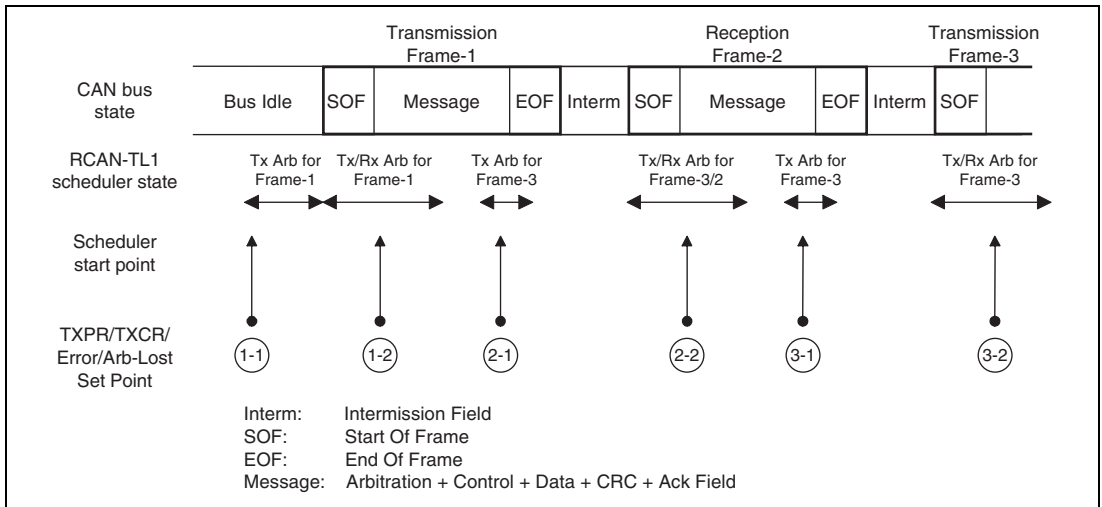 Transmission Frame-1
Reception Frame-2
Transmission Frame-3
CAN bus state
Bus Idle
SOF
Message
EOF
Interm
SOF
Message
EOF
Interm
SOF
RCAN-TL1 scheduler state
Tx Arb for Frame-1
Tx/Rx Arb for Frame-1
Tx Arb for Frame-3
Tx/Rx Arb for Frame-3/2
Tx Arb for Frame-3
Tx/Rx Arb for Frame-3
Scheduler start point
TXPR/TXCR/ Error/Arb-Lost Set Point
1-1
1-2
2-1
2-2
3-1
3-2
Interm: Intermission Field
SOF: Start Of Frame
EOF: End Of Frame
Message: Arbitration + Control + Data + CRC + Ack Field